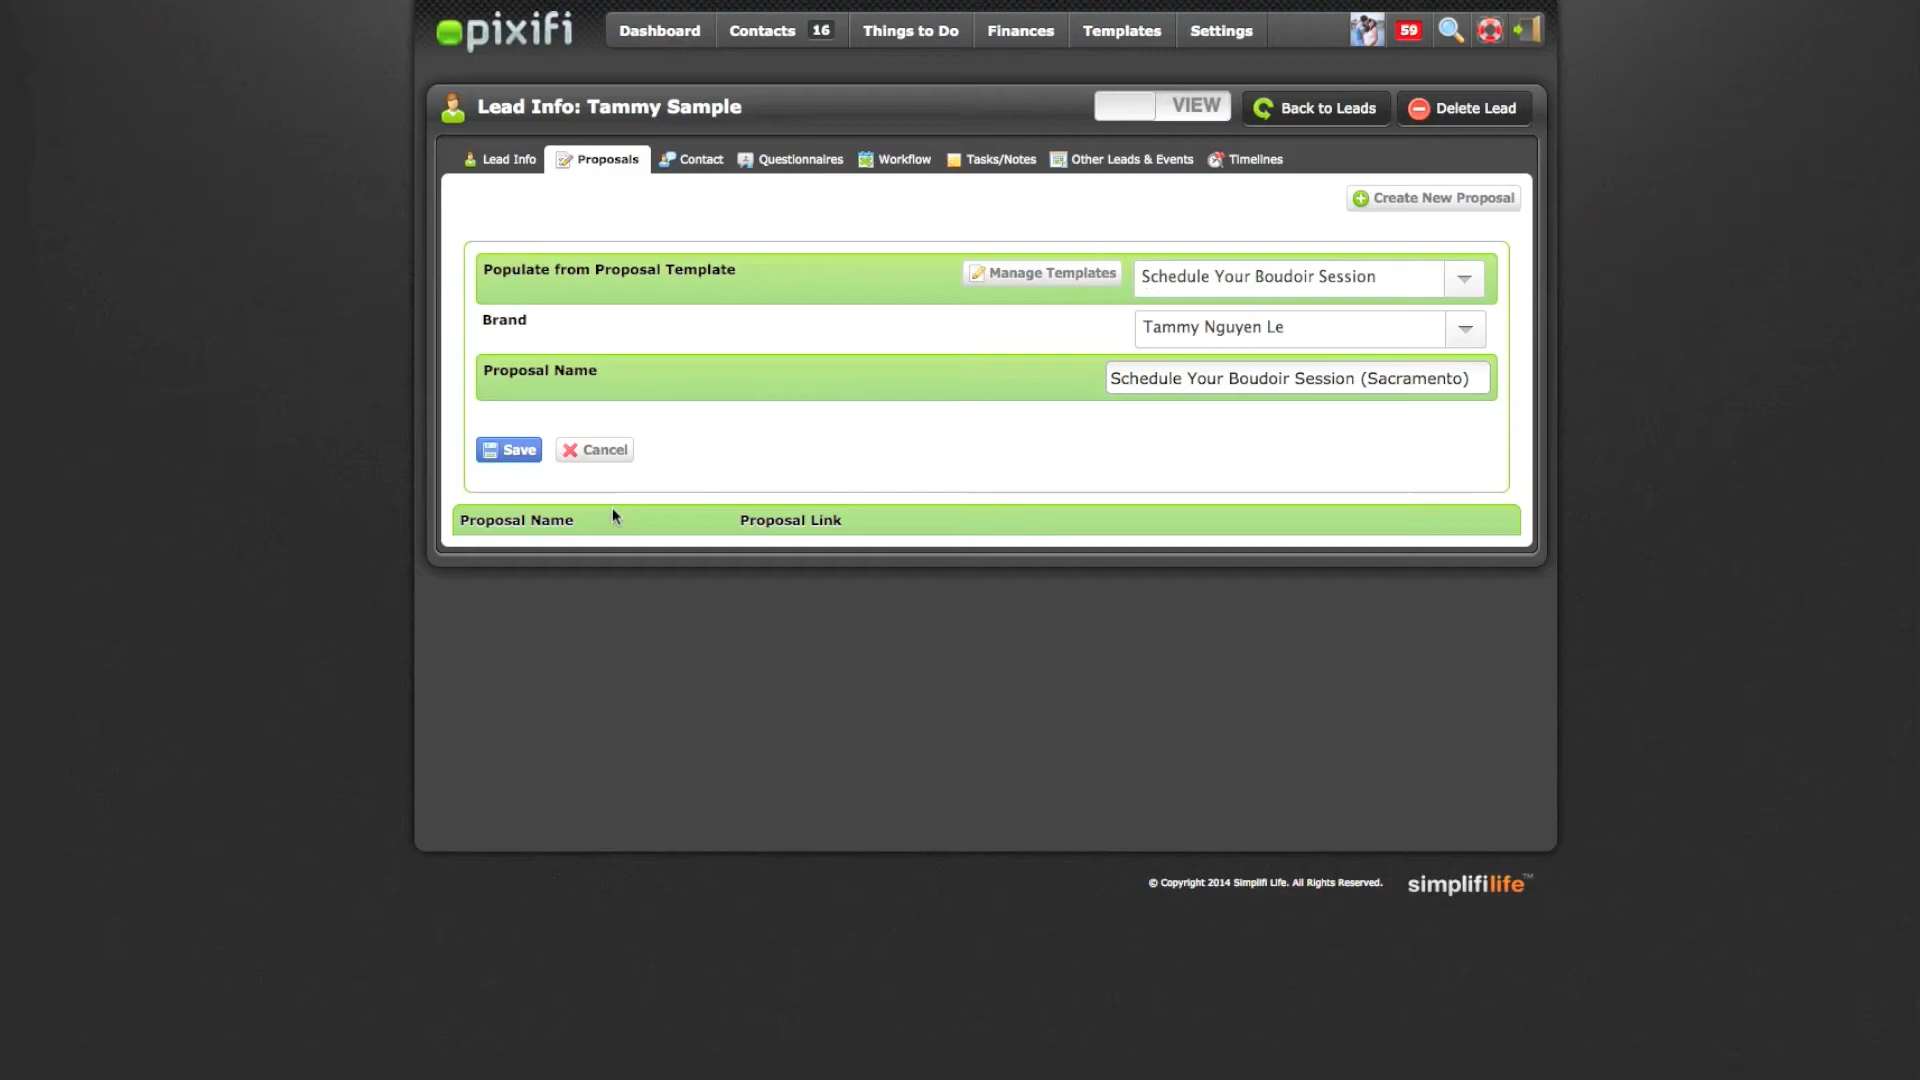 pixifi Dashboard Contacts 16 Things to Do Finances Templates Settings 59
Lead Info: Tammy Sample VIEW Back to Leads Delete Lead
Lead Info Proposals Contact Questionnaires Workflow Tasks/Notes Other Leads & Events Timelines
Create New Proposal
Populate from Proposal Template Manage Templates Schedule Your Boudoir Session
Brand Tammy Nguyen Le
Proposal Name Schedule Your Boudoir Session (Sacramento)
Save Cancel
Proposal Name Proposal Link
© Copyright 2014 Simplifi Life. All Rights Reserved. simplifilife™